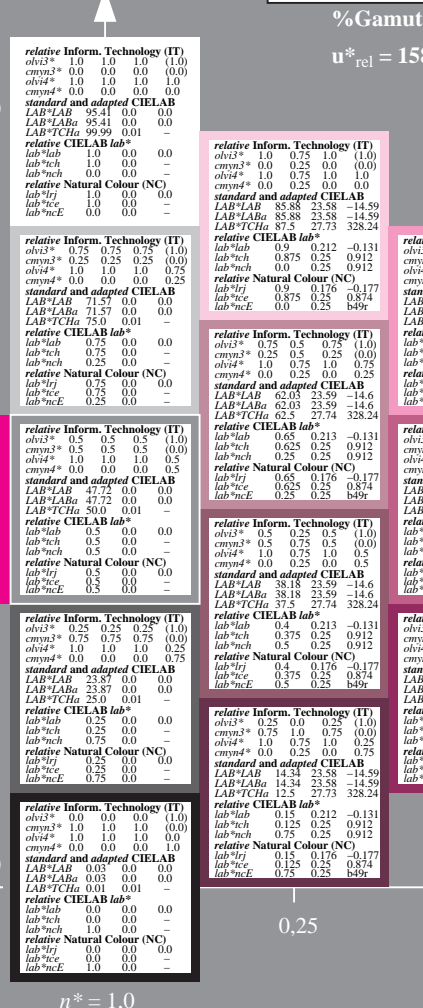 %Gamut
u*rel = 158
relative Inform. Technology (IT)
olvi3* 1.0 1.0 1.0 (1.0)
cmyn3* 0.0 0.0 0.0 (0.0)
olvi4* 1.0 1.0 1.0 1.0
cmyn4* 0.0 0.0 0.0 0.0
standard and adapted CIELAB
LAB*LAB 95.41 0.0 0.0
LAB*LABa 95.41 0.0 0.0
LAB*TCHa 99.99 0.01 –
relative CIELAB lab*
lab*lab 1.0 0.0 0.0
lab*tch 1.0 0.0 –
lab*nch 0.0 0.0 –
relative Natural Colour (NC)
lab*lrj 1.0 0.0 0.0
lab*tce 1.0 0.0 –
lab*ncE 0.0 0.0 –
relative Inform. Technology (IT)
olvi3* 0.75 0.75 0.75 (1.0)
cmyn3* 0.25 0.25 0.25 (0.0)
olvi4* 1.0 1.0 1.0 0.75
cmyn4* 0.0 0.0 0.0 0.25
standard and adapted CIELAB
LAB*LAB 71.57 0.0 0.0
LAB*LABa 71.57 0.0 0.0
LAB*TCHa 75.0 0.01 –
relative CIELAB lab*
lab*lab 0.75 0.0 0.0
lab*tch 0.75 0.0 –
lab*nch 0.25 0.0 –
relative Natural Colour (NC)
lab*lrj 0.75 0.0 0.0
lab*tce 0.75 0.0 –
lab*ncE 0.25 0.0 –
relative Inform. Technology (IT)
olvi3* 0.5 0.5 0.5 (1.0)
cmyn3* 0.5 0.5 0.5 (0.0)
olvi4* 1.0 1.0 1.0 0.5
cmyn4* 0.0 0.0 0.0 0.5
standard and adapted CIELAB
LAB*LAB 47.72 0.0 0.0
LAB*LABa 47.72 0.0 0.0
LAB*TCHa 50.0 0.01 –
relative CIELAB lab*
lab*lab 0.5 0.0 0.0
lab*tch 0.5 0.0 –
lab*nch 0.5 0.0 –
relative Natural Colour (NC)
lab*lrj 0.5 0.0 0.0
lab*tce 0.5 0.0 –
lab*ncE 0.5 0.0 –
relative Inform. Technology (IT)
olvi3* 0.25 0.25 0.25 (1.0)
cmyn3* 0.75 0.75 0.75 (0.0)
olvi4* 1.0 1.0 1.0 0.25
cmyn4* 0.0 0.0 0.0 0.75
standard and adapted CIELAB
LAB*LAB 23.87 0.0 0.0
LAB*LABa 23.87 0.0 0.0
LAB*TCHa 25.0 0.01 –
relative CIELAB lab*
lab*lab 0.25 0.0 0.0
lab*tch 0.25 0.0 –
lab*nch 0.75 0.0 –
relative Natural Colour (NC)
lab*lrj 0.25 0.0 0.0
lab*tce 0.25 0.0 –
lab*ncE 0.75 0.0 –
relative Inform. Technology (IT)
olvi3* 0.0 0.0 0.0 (1.0)
cmyn3* 1.0 1.0 1.0 (0.0)
olvi4* 1.0 1.0 1.0 0.0
cmyn4* 0.0 0.0 0.0 1.0
standard and adapted CIELAB
LAB*LAB 0.03 0.0 0.0
LAB*LABa 0.03 0.0 0.0
LAB*TCHa 0.01 0.01 –
relative CIELAB lab*
lab*lab 0.0 0.0 0.0
lab*tch 0.0 0.0 –
lab*nch 1.0 0.0 –
relative Natural Colour (NC)
lab*lrj 0.0 0.0 0.0
lab*tce 0.0 0.0 –
lab*ncE 1.0 0.0 –
n* = 1,0
relative Inform. Technology (IT)
olvi3* 1.0 0.75 1.0 (1.0)
cmyn3* 0.0 0.25 0.0 (0.0)
olvi4* 1.0 0.75 1.0 1.0
cmyn4* 0.0 0.25 0.0 0.0
standard and adapted CIELAB
LAB*LAB 85.88 23.58 –14.59
LAB*LABa 85.88 23.58 –14.59
LAB*TCHa 87.5 27.73 328.24
relative CIELAB lab*
lab*lab 0.9 0.212 –0.131
lab*tch 0.875 0.25 0.912
lab*nch 0.0 0.25 0.912
relative Natural Colour (NC)
lab*lrj 0.9 0.176 –0.177
lab*tce 0.875 0.25 0.874
lab*ncE 0.0 0.25 b49r
relative Inform. Technology (IT)
olvi3* 0.75 0.5 0.75 (1.0)
cmyn3* 0.25 0.5 0.25 (0.0)
olvi4* 1.0 0.75 1.0 0.75
cmyn4* 0.0 0.25 0.0 0.25
standard and adapted CIELAB
LAB*LAB 62.03 23.59 –14.6
LAB*LABa 62.03 23.59 –14.6
LAB*TCHa 62.5 27.74 328.24
relative CIELAB lab*
lab*lab 0.65 0.213 –0.131
lab*tch 0.625 0.25 0.912
lab*nch 0.25 0.25 0.912
relative Natural Colour (NC)
lab*lrj 0.65 0.176 –0.177
lab*tce 0.625 0.25 0.874
lab*ncE 0.25 0.25 b49r
relative Inform. Technology (IT)
olvi3* 0.5 0.25 0.5 (1.0)
cmyn3* 0.5 0.75 0.5 (0.0)
olvi4* 1.0 0.75 1.0 0.5
cmyn4* 0.0 0.25 0.0 0.5
standard and adapted CIELAB
LAB*LAB 38.18 23.59 –14.6
LAB*LABa 38.18 23.59 –14.6
LAB*TCHa 37.5 27.74 328.24
relative CIELAB lab*
lab*lab 0.4 0.213 –0.131
lab*tch 0.375 0.25 0.912
lab*nch 0.5 0.25 0.912
relative Natural Colour (NC)
lab*lrj 0.4 0.176 –0.177
lab*tce 0.375 0.25 0.874
lab*ncE 0.5 0.25 b49r
relative Inform. Technology (IT)
olvi3* 0.25 0.0 0.25 (1.0)
cmyn3* 0.75 1.0 0.75 (0.0)
olvi4* 1.0 0.75 1.0 0.25
cmyn4* 0.0 0.25 0.0 0.75
standard and adapted CIELAB
LAB*LAB 14.34 23.58 –14.59
LAB*LABa 14.34 23.58 –14.59
LAB*TCHa 12.5 27.73 328.24
relative CIELAB lab*
lab*lab 0.15 0.212 –0.131
lab*tch 0.125 0.25 0.912
lab*nch 0.75 0.25 0.912
relative Natural Colour (NC)
lab*lrj 0.15 0.176 –0.177
lab*tce 0.125 0.25 0.874
lab*ncE 0.75 0.25 b49r
0,25